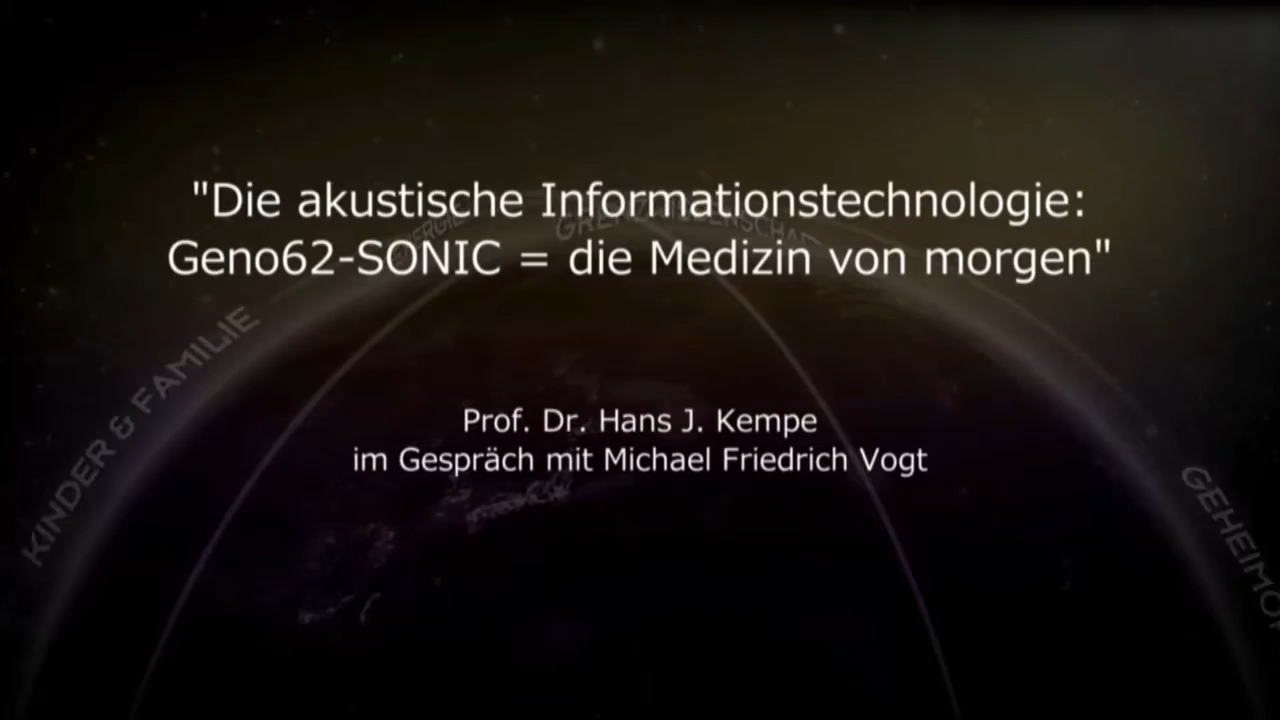 "Die akustische Informationstechnologie:
Geno62-SONIC = die Medizin von morgen"
Prof. Dr. Hans J. Kempe
im Gespräch mit Michael Friedrich Vogt
KINDER & FAMILIE